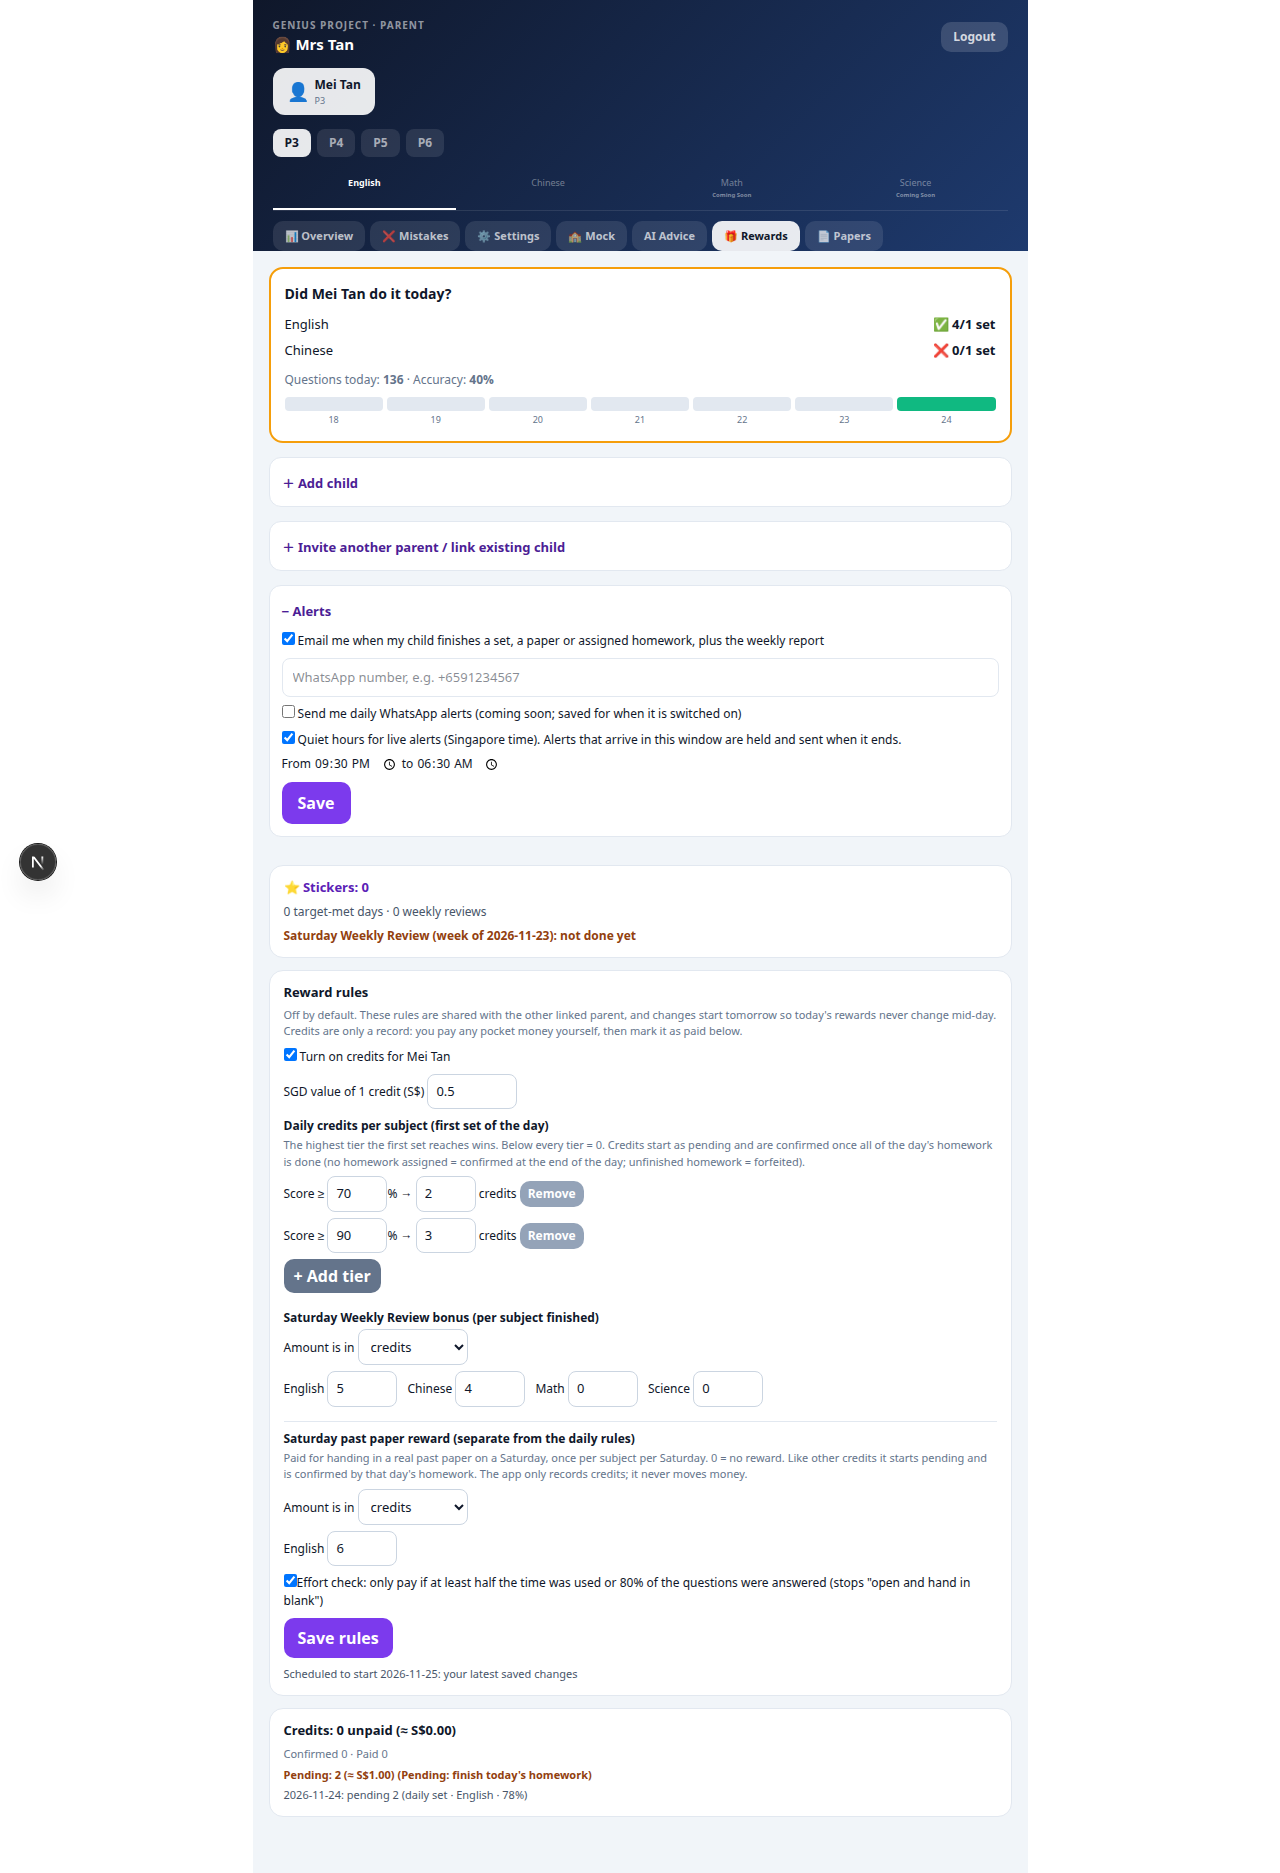 GENIUS PROJECT · PARENT
Mrs Tan
Logout
Mei Tan
P3
P3 P4 P5 P6
English Chinese Math Science
Coming Soon Coming Soon
Overview Mistakes Settings Mock AI Advice Rewards Papers
Did Mei Tan do it today?
English 4/1 set
Chinese 0/1 set
Questions today: 136 · Accuracy: 40%
18 19 20 21 22 23 24
+ Add child
+ Invite another parent / link existing child
− Alerts
Email me when my child finishes a set, a paper or assigned homework, plus the weekly report
WhatsApp number, e.g. +6591234567
Send me daily WhatsApp alerts (coming soon; saved for when it is switched on)
Quiet hours for live alerts (Singapore time). Alerts that arrive in this window are held and sent when it ends.
From 09:30 PM to 06:30 AM
Save
N
Stickers: 0
0 target-met days · 0 weekly reviews
Saturday Weekly Review (week of 2026-11-23): not done yet
Reward rules
Off by default. These rules are shared with the other linked parent, and changes start tomorrow so today's rewards never change mid-day.
Credits are only a record: you pay any pocket money yourself, then mark it as paid below.
Turn on credits for Mei Tan
SGD value of 1 credit (S$) 0.5
Daily credits per subject (first set of the day)
The highest tier the first set reaches wins. Below every tier = 0. Credits start as pending and are confirmed once all of the day's homework
is done (no homework assigned = confirmed at the end of the day; unfinished homework = forfeited).
Score ≥ 70 % → 2 credits Remove
Score ≥ 90 % → 3 credits Remove
+ Add tier
Saturday Weekly Review bonus (per subject finished)
Amount is in credits
English 5 Chinese 4 Math 0 Science 0
Saturday past paper reward (separate from the daily rules)
Paid for handing in a real past paper on a Saturday, once per subject per Saturday. 0 = no reward. Like other credits it starts pending and
is confirmed by that day's homework. The app only records credits; it never moves money.
Amount is in credits
English 6
Effort check: only pay if at least half the time was used or 80% of the questions were answered (stops "open and hand in
blank")
Save rules
Scheduled to start 2026-11-25: your latest saved changes
Credits: 0 unpaid (≈ S$0.00)
Confirmed 0 · Paid 0
Pending: 2 (≈ S$1.00) (Pending: finish today's homework)
2026-11-24: pending 2 (daily set · English · 78%)